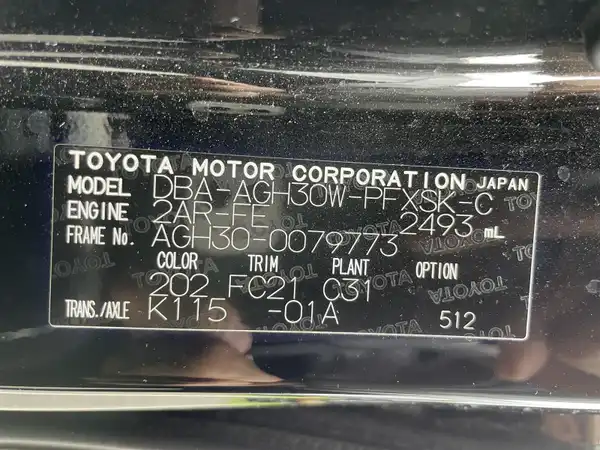 TOYOTA MOTOR CORPORATION JAPAN
MODEL DBA-AGH30W-PFXSK-C
ENGINE 2AR-FE 2493 mL
FRAME No. AGH30-0079773
COLOR TRIM PLANT OPTION
202 FC21 C31
TRANS./AXLE K115 -01A 512